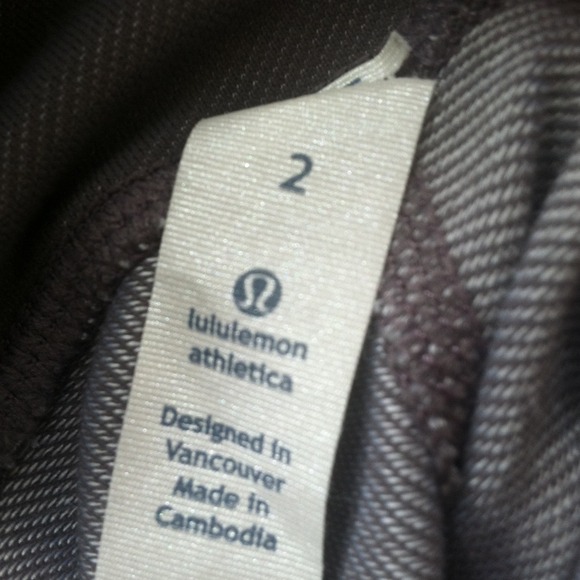 2
lululemon
athletica
Designed in
Vancouver
Made in
Cambodia